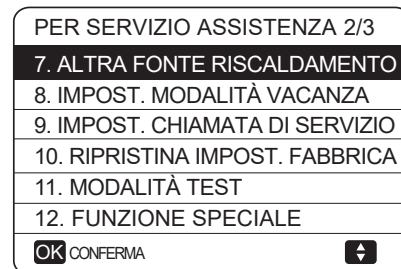 PER SERVIZIO ASSISTENZA 2/3
7. ALTRA FONTE RISCALDAMENTO
8. IMPOST. MODALITÀ VACANZA
9. IMPOST. CHIAMATA DI SERVIZIO
10. RIPRISTINA IMPOST. FABBRICA
11. MODALITÀ TEST
12. FUNZIONE SPECIALE
OK CONFERMA